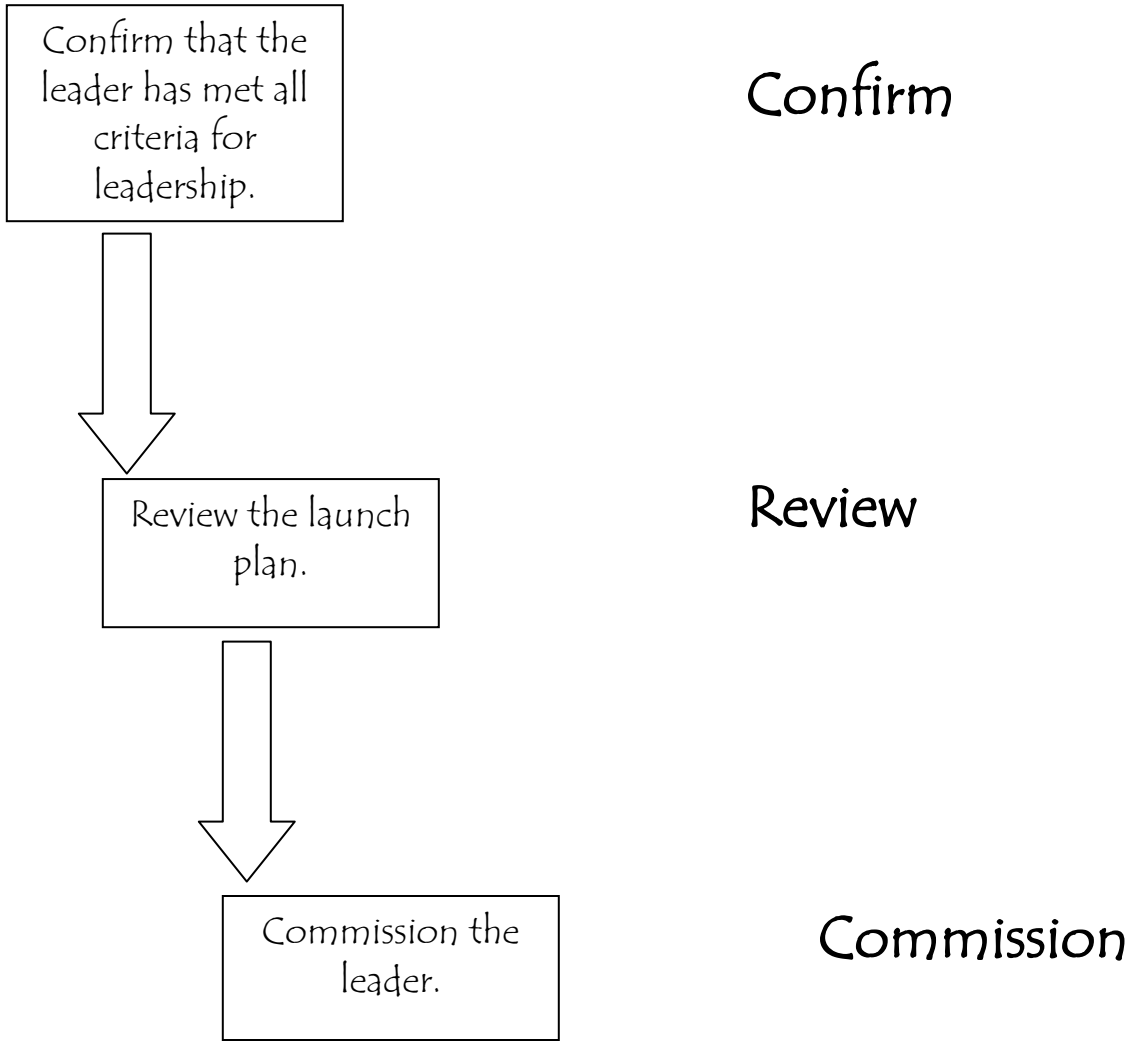 Confirm that the
leader has met all
criteria for
leadership.
Confirm
Review the launch
plan.
Review
Commission the
leader.
Commission